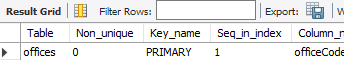 Result Grid Filter Rows: Export: W
Table Non_unique Key_name Seq_in_index Column_n
offices 0 PRIMARY 1 officeCode